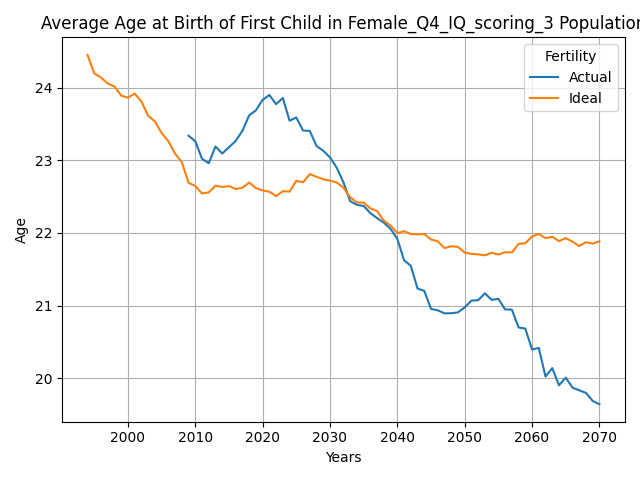 Average Age at Birth of First Child in Female_Q4_IQ_scoring_3 Population
Fertility
Actual
Ideal
Age
24
23
22
21
20
2000 2010 2020 2030 2040 2050 2060 2070
Years